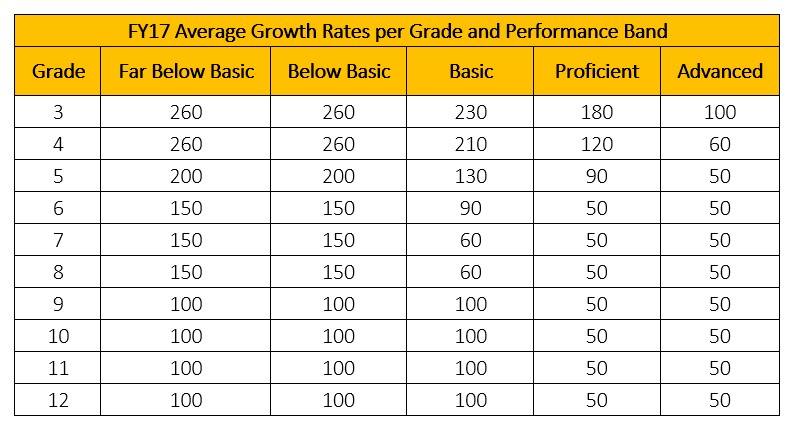 FY17 Average Growth Rates per Grade and Performance Band
Grade Far Below Basic Below Basic Basic Proficient Advanced
3 260 260 230 180 100
4 260 260 210 120 60
5 200 200 130 90 50
6 150 150 90 50 50
7 150 150 60 50 50
8 150 150 60 50 50
9 100 100 100 50 50
10 100 100 100 50 50
11 100 100 100 50 50
12 100 100 100 50 50